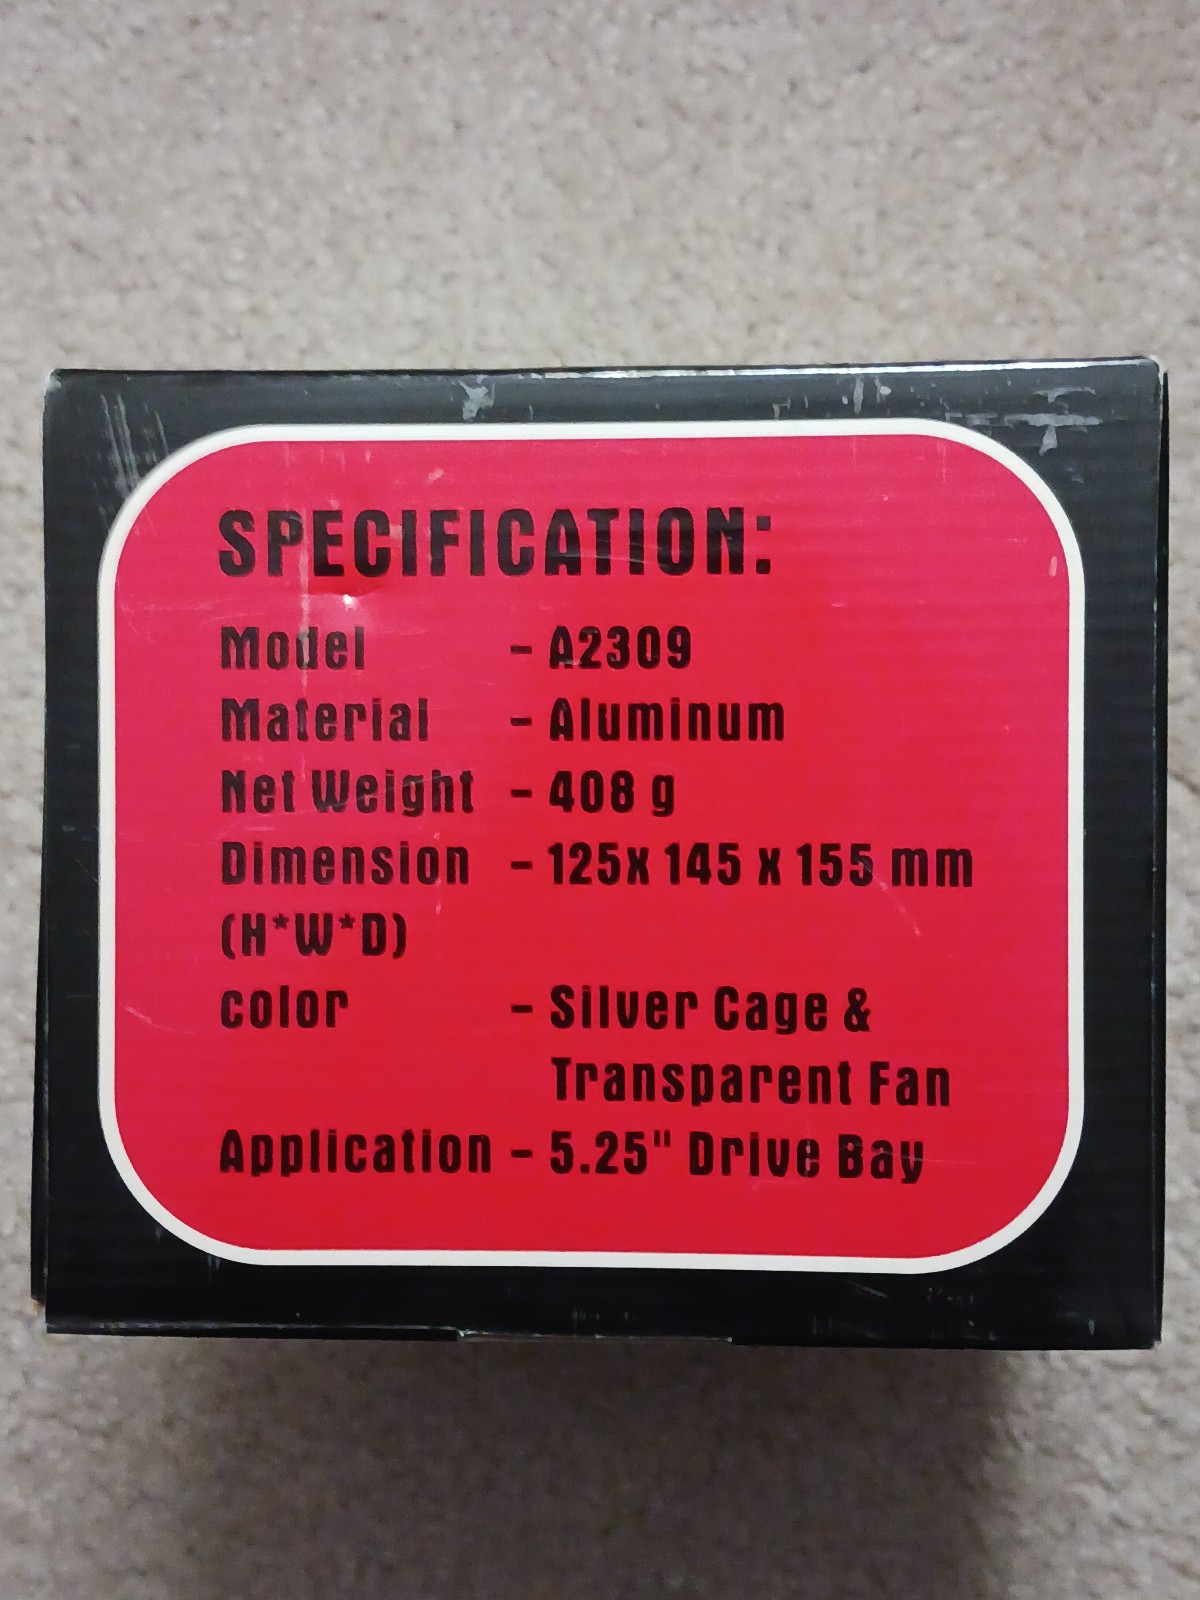 SPECIFICATION:
Model - A2309
Material - Aluminum
Net Weight - 408 g
Dimension - 125x 145 x 155 mm
(H*W*D)
color - Silver Cage &
Transparent Fan
Application - 5.25" Drive Bay